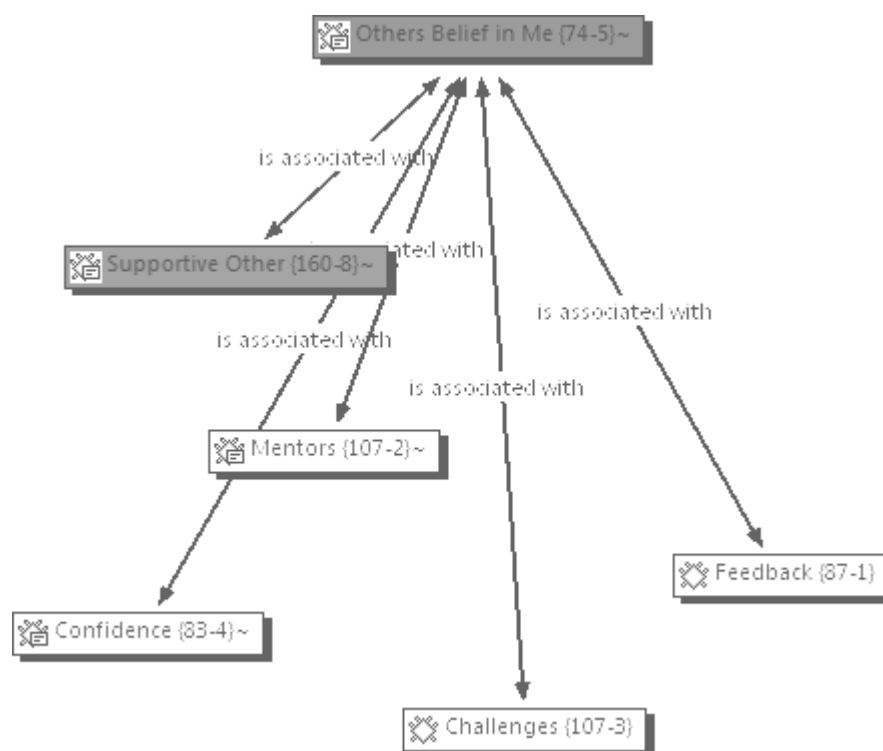 Others Belief in Me {74-5}~
is associated with
Supportive Other {160-8}~
ciated with
is associated with
is associated with
is associated with
Mentors {107-2}~
Feedback {87-1}
Confidence {83-4}~
Challenges {107-3}